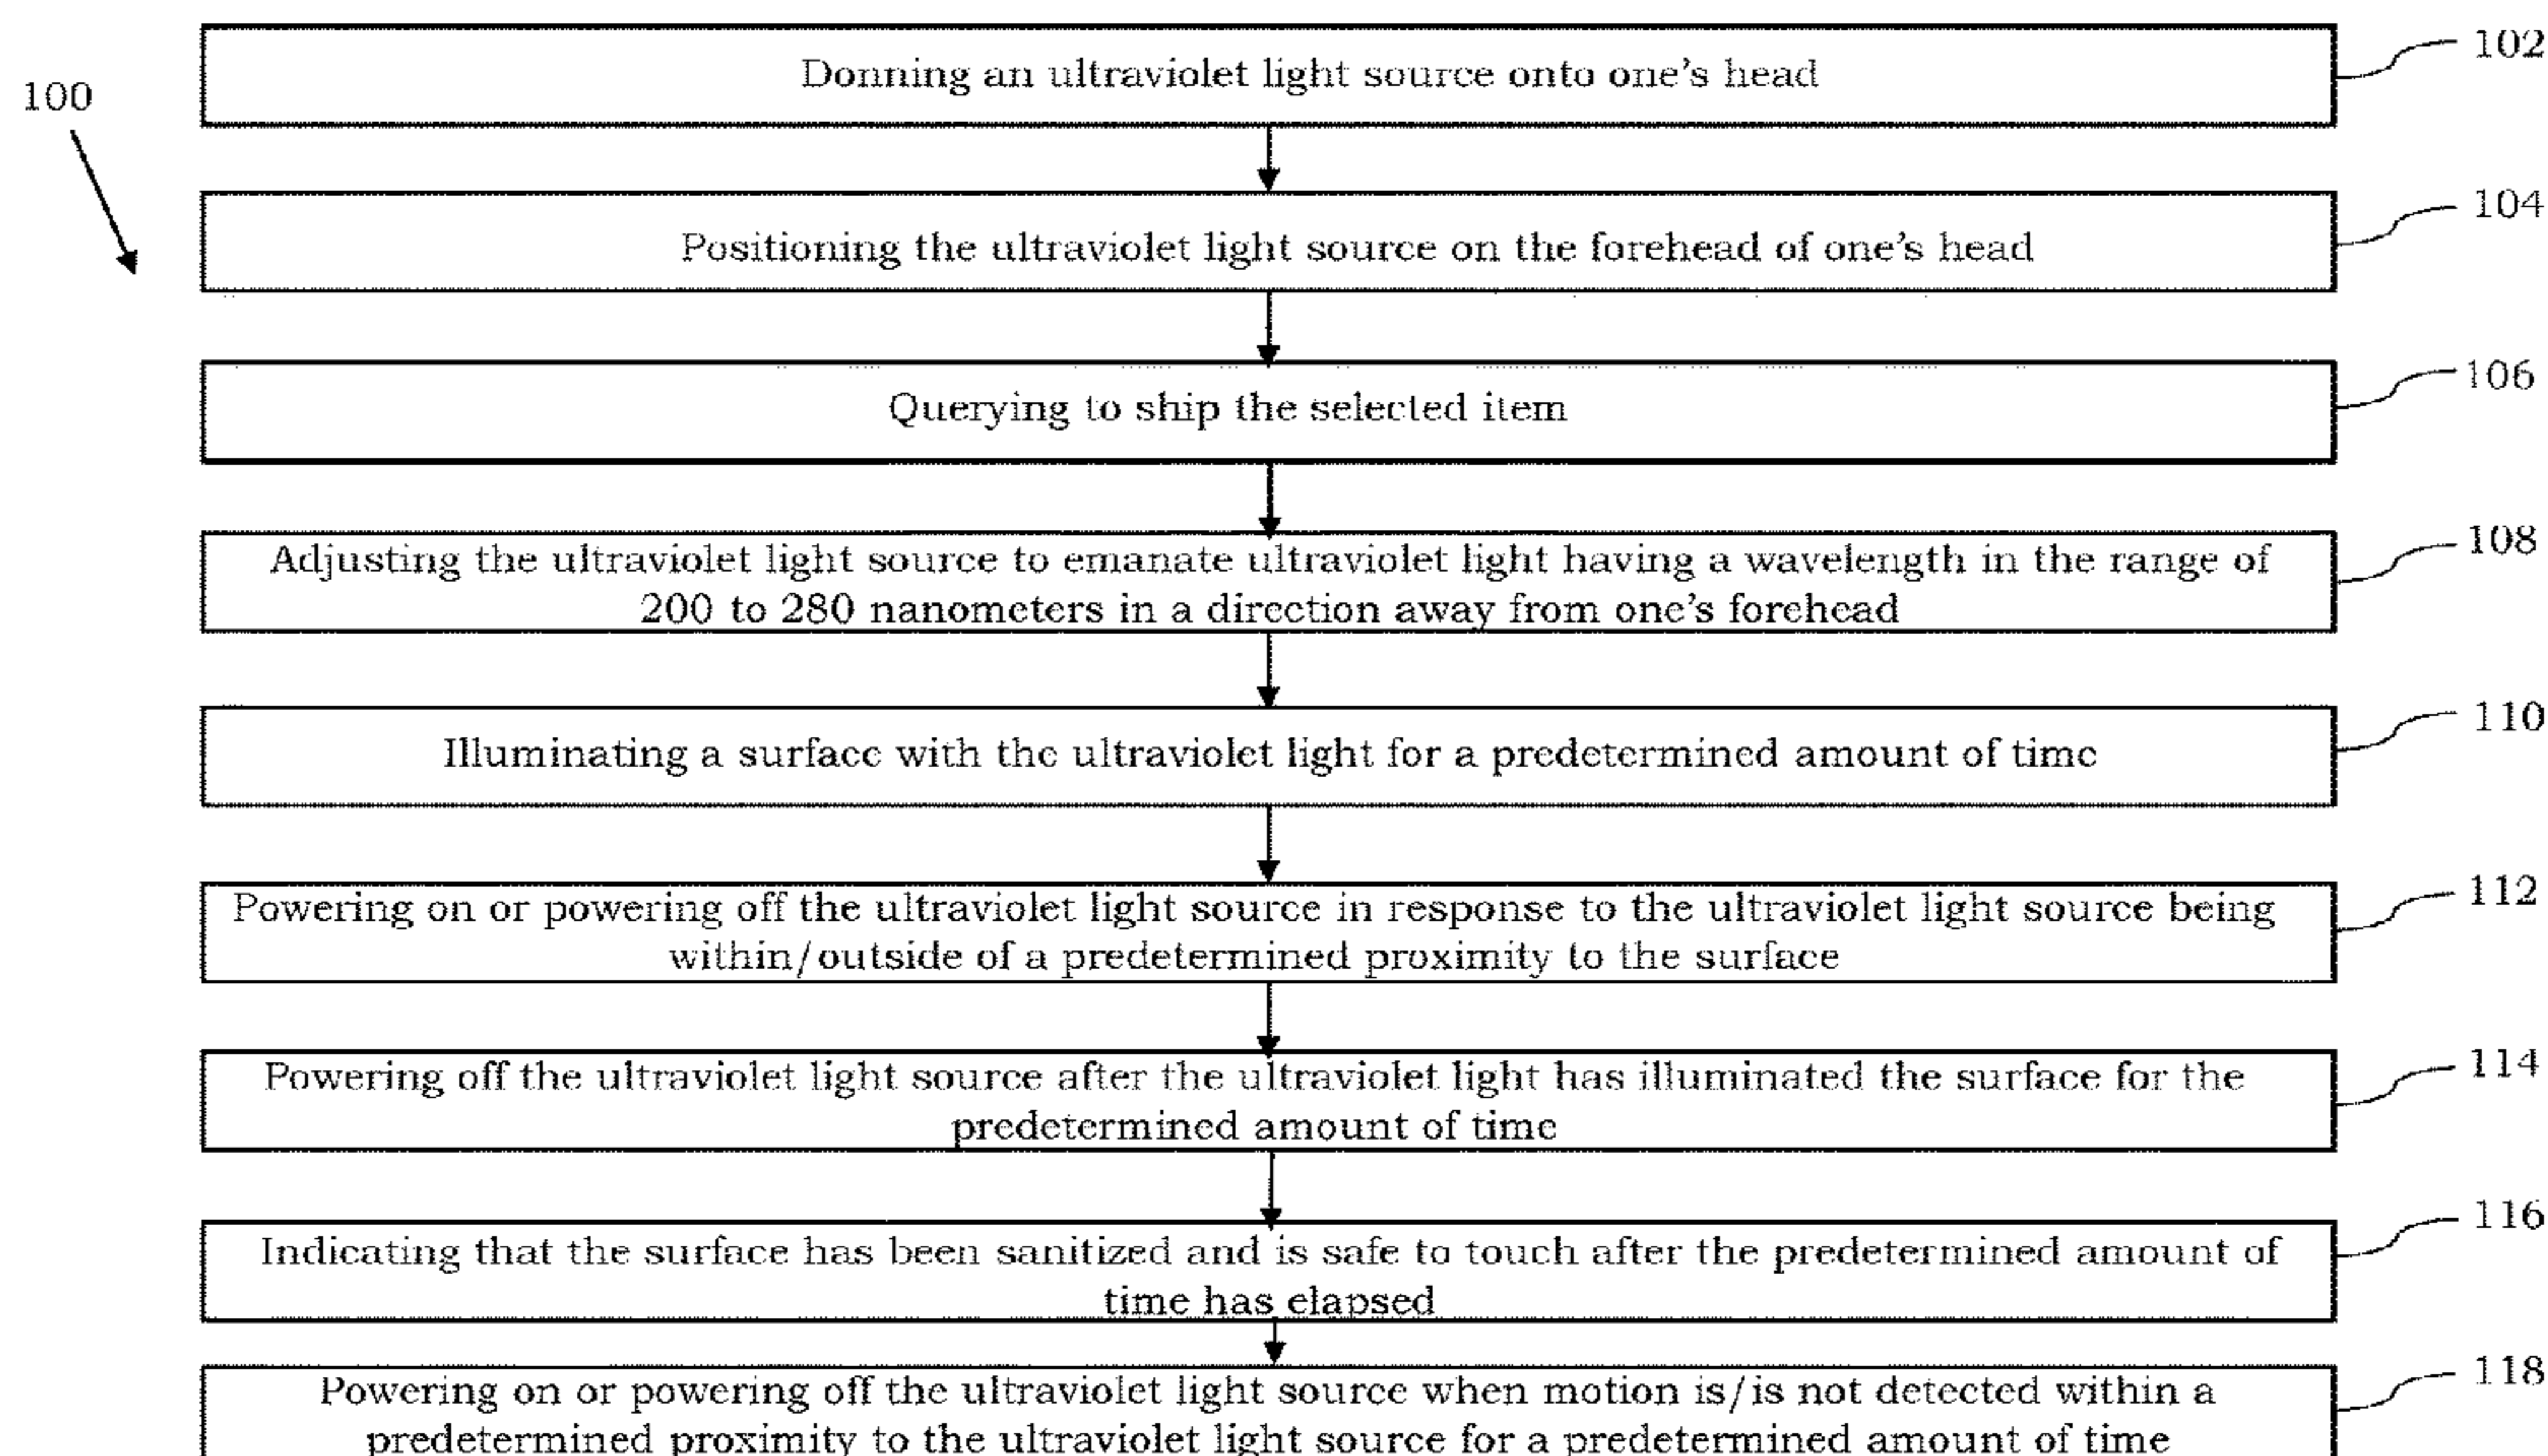 102
Donning an ultraviolet light source onto one's head
100
104
Positioning the ultraviolet light source on the forehead of one's head
106
Querying to ship the selected item
108
Adjusting the ultraviolet light source to emanate ultraviolet light having a wavelength in the range of
200 to 280 nanometers in a direction away from one's forehead
110
Illuminating a surface with the ultraviolet light for a predetermined amount of time
112
Powering on or powering off the ultraviolet light source in response to the ultraviolet light source being
within/outside of a predetermined proximity to the surface
114
Powering off the ultraviolet light source after the ultraviolet light has illuminated the surface for the
predetermined amount of time
116
Indicating that the surface has been sanitized and is safe to touch after the predetermined amount of
time has elapsed
118
Powering on or powering off the ultraviolet light source when motion is/is not detected within a
predetermined proximity to the ultraviolet light source for a predetermined amount of time